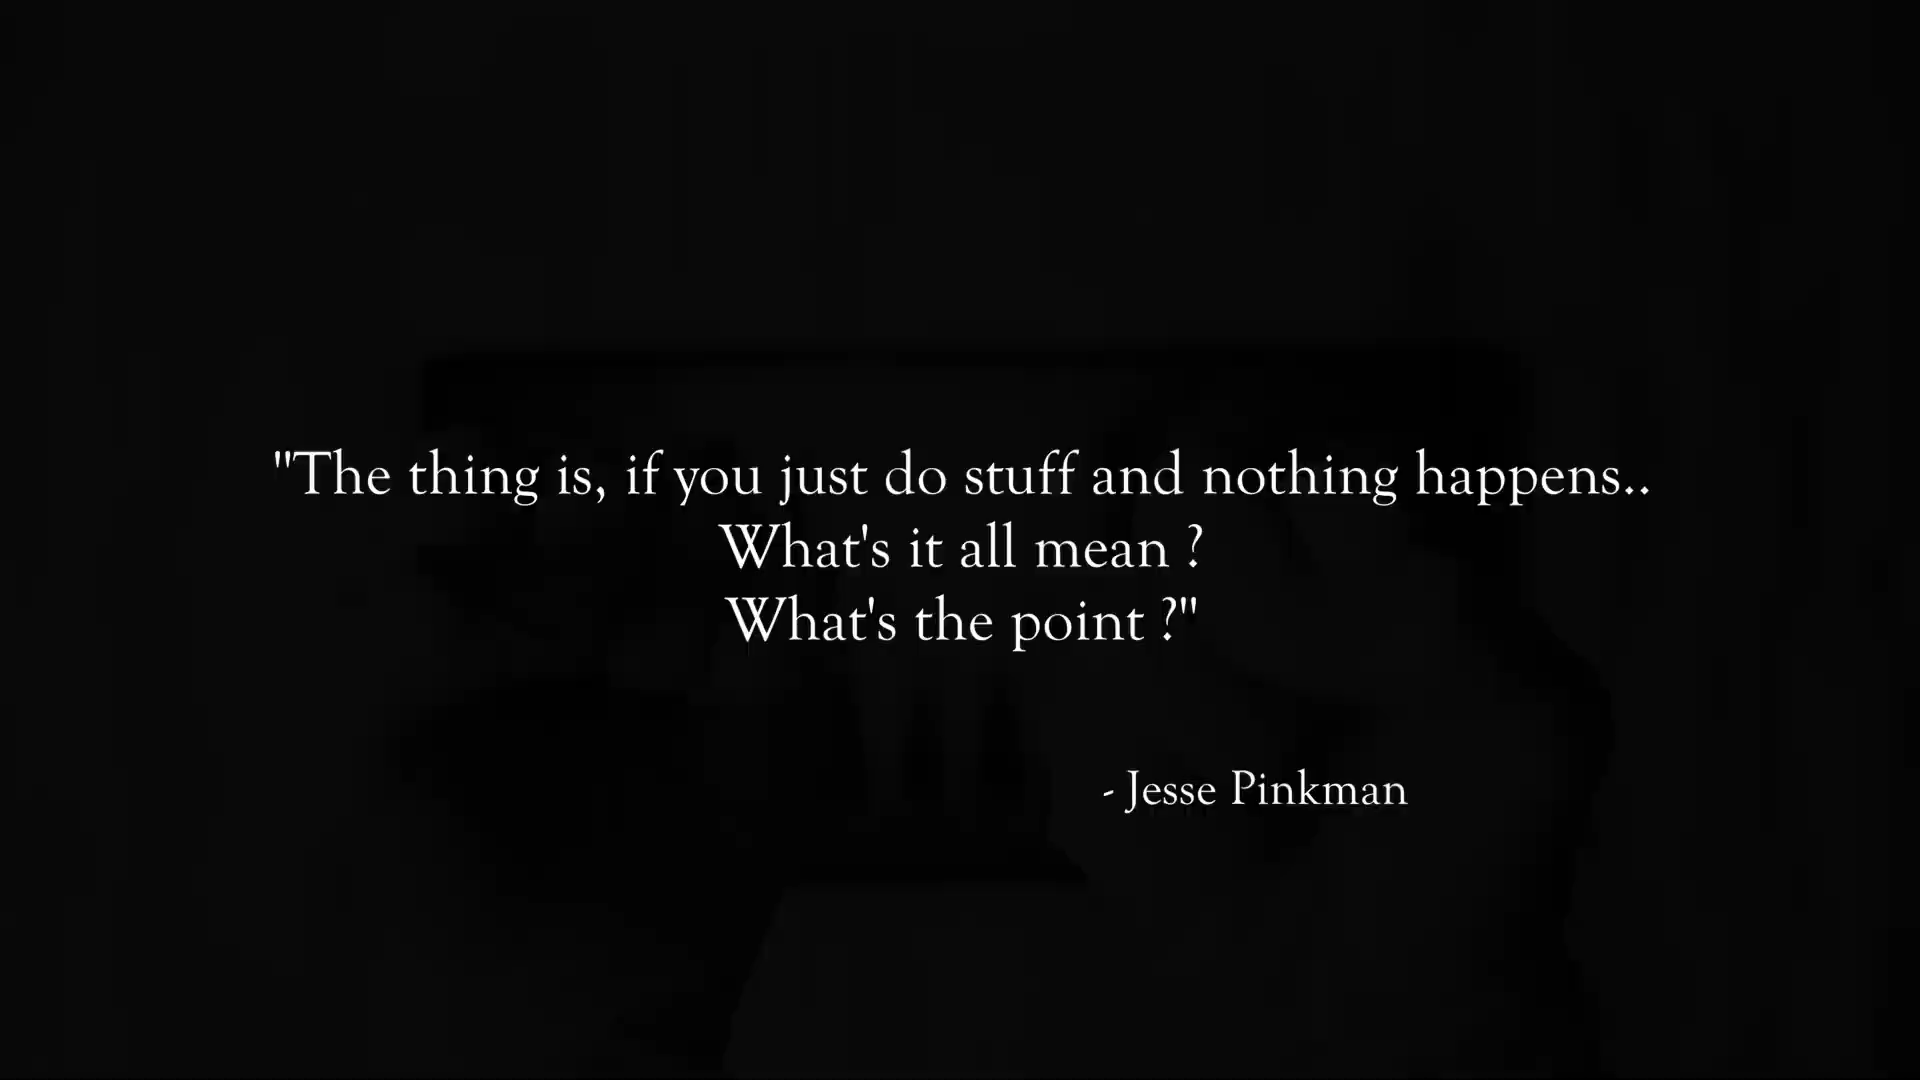 "The thing is, if you just do stuff and nothing happens..
What's it all mean ?
What's the point ?"
- Jesse Pinkman